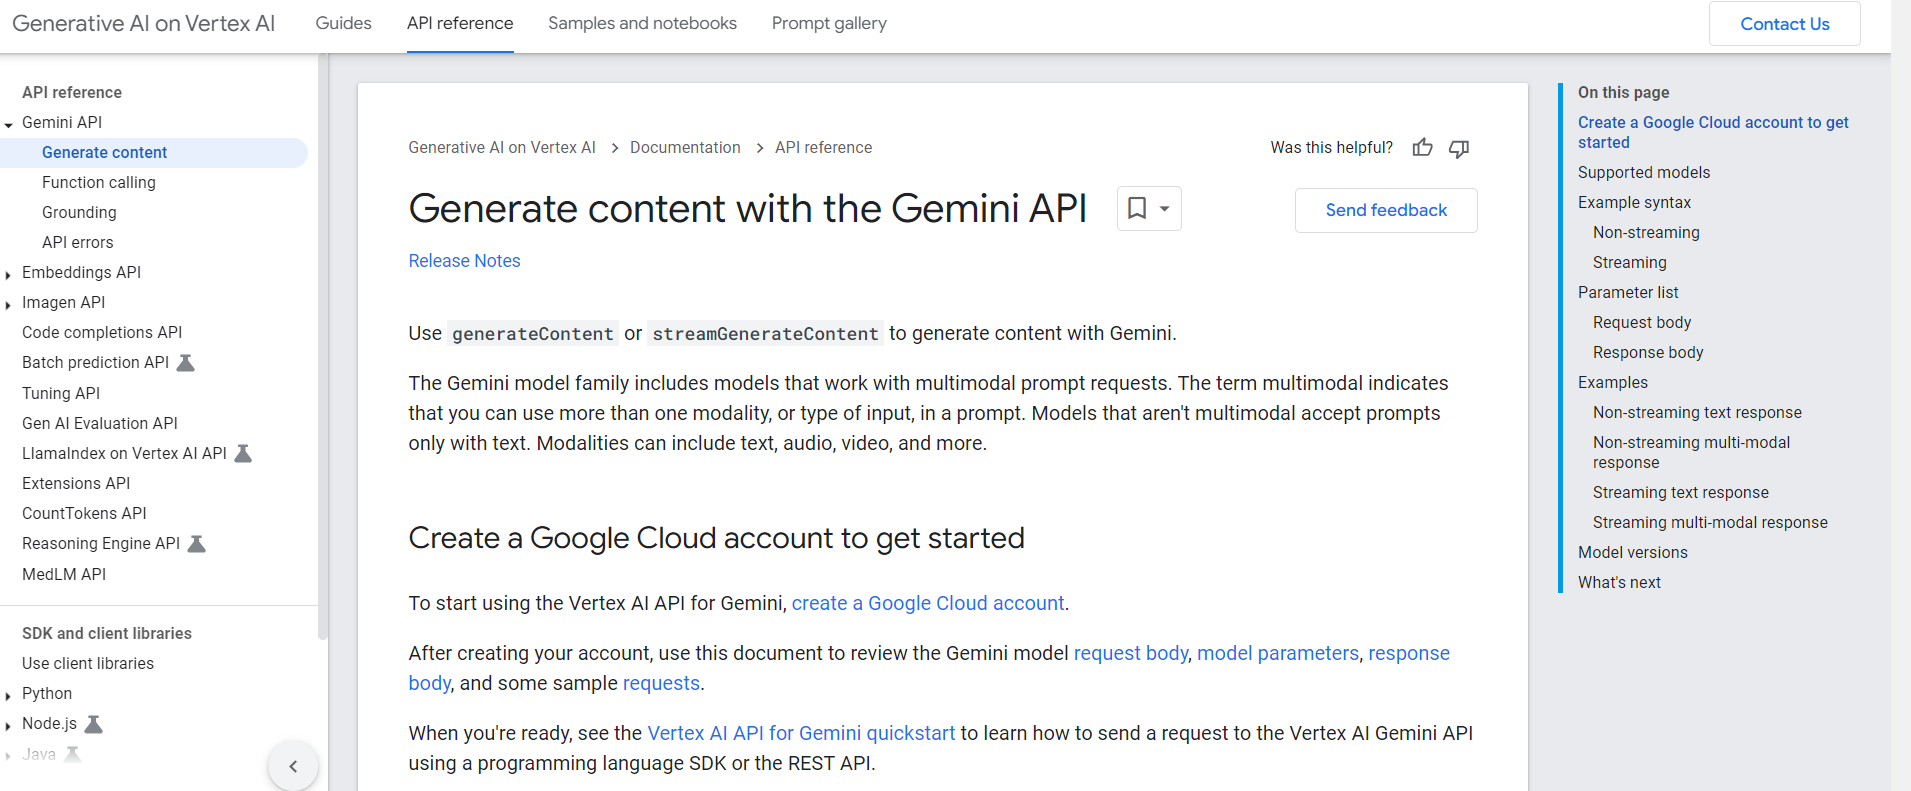 Generative AI on Vertex AI
Guides
API reference
Samples and notebooks
Prompt gallery
Contact Us
API reference
Gemini API
Generate content
Function calling
Grounding
API errors
Embeddings API
Imagen API
Code completions API
Batch prediction API
Tuning API
Gen AI Evaluation API
LlamaIndex on Vertex AI API
Extensions API
CountTokens API
Reasoning Engine API
MedLM API
SDK and client libraries
Use client libraries
Python
Node.js
Java
Generative AI on Vertex AI > Documentation > API reference
Was this helpful?
Generate content with the Gemini API
Send feedback
Release Notes
Use generateContent or streamGenerateContent to generate content with Gemini.
The Gemini model family includes models that work with multimodal prompt requests. The term multimodal indicates
that you can use more than one modality, or type of input, in a prompt. Models that aren't multimodal accept prompts
only with text. Modalities can include text, audio, video, and more.
Create a Google Cloud account to get started
To start using the Vertex AI API for Gemini, create a Google Cloud account.
After creating your account, use this document to review the Gemini model request body, model parameters, response
body, and some sample requests.
When you're ready, see the Vertex AI API for Gemini quickstart to learn how to send a request to the Vertex AI Gemini API
using a programming language SDK or the REST API.
On this page
Create a Google Cloud account to get
started
Supported models
Example syntax
Non-streaming
Streaming
Parameter list
Request body
Response body
Examples
Non-streaming text response
Non-streaming multi-modal
response
Streaming text response
Streaming multi-modal response
Model versions
What's next